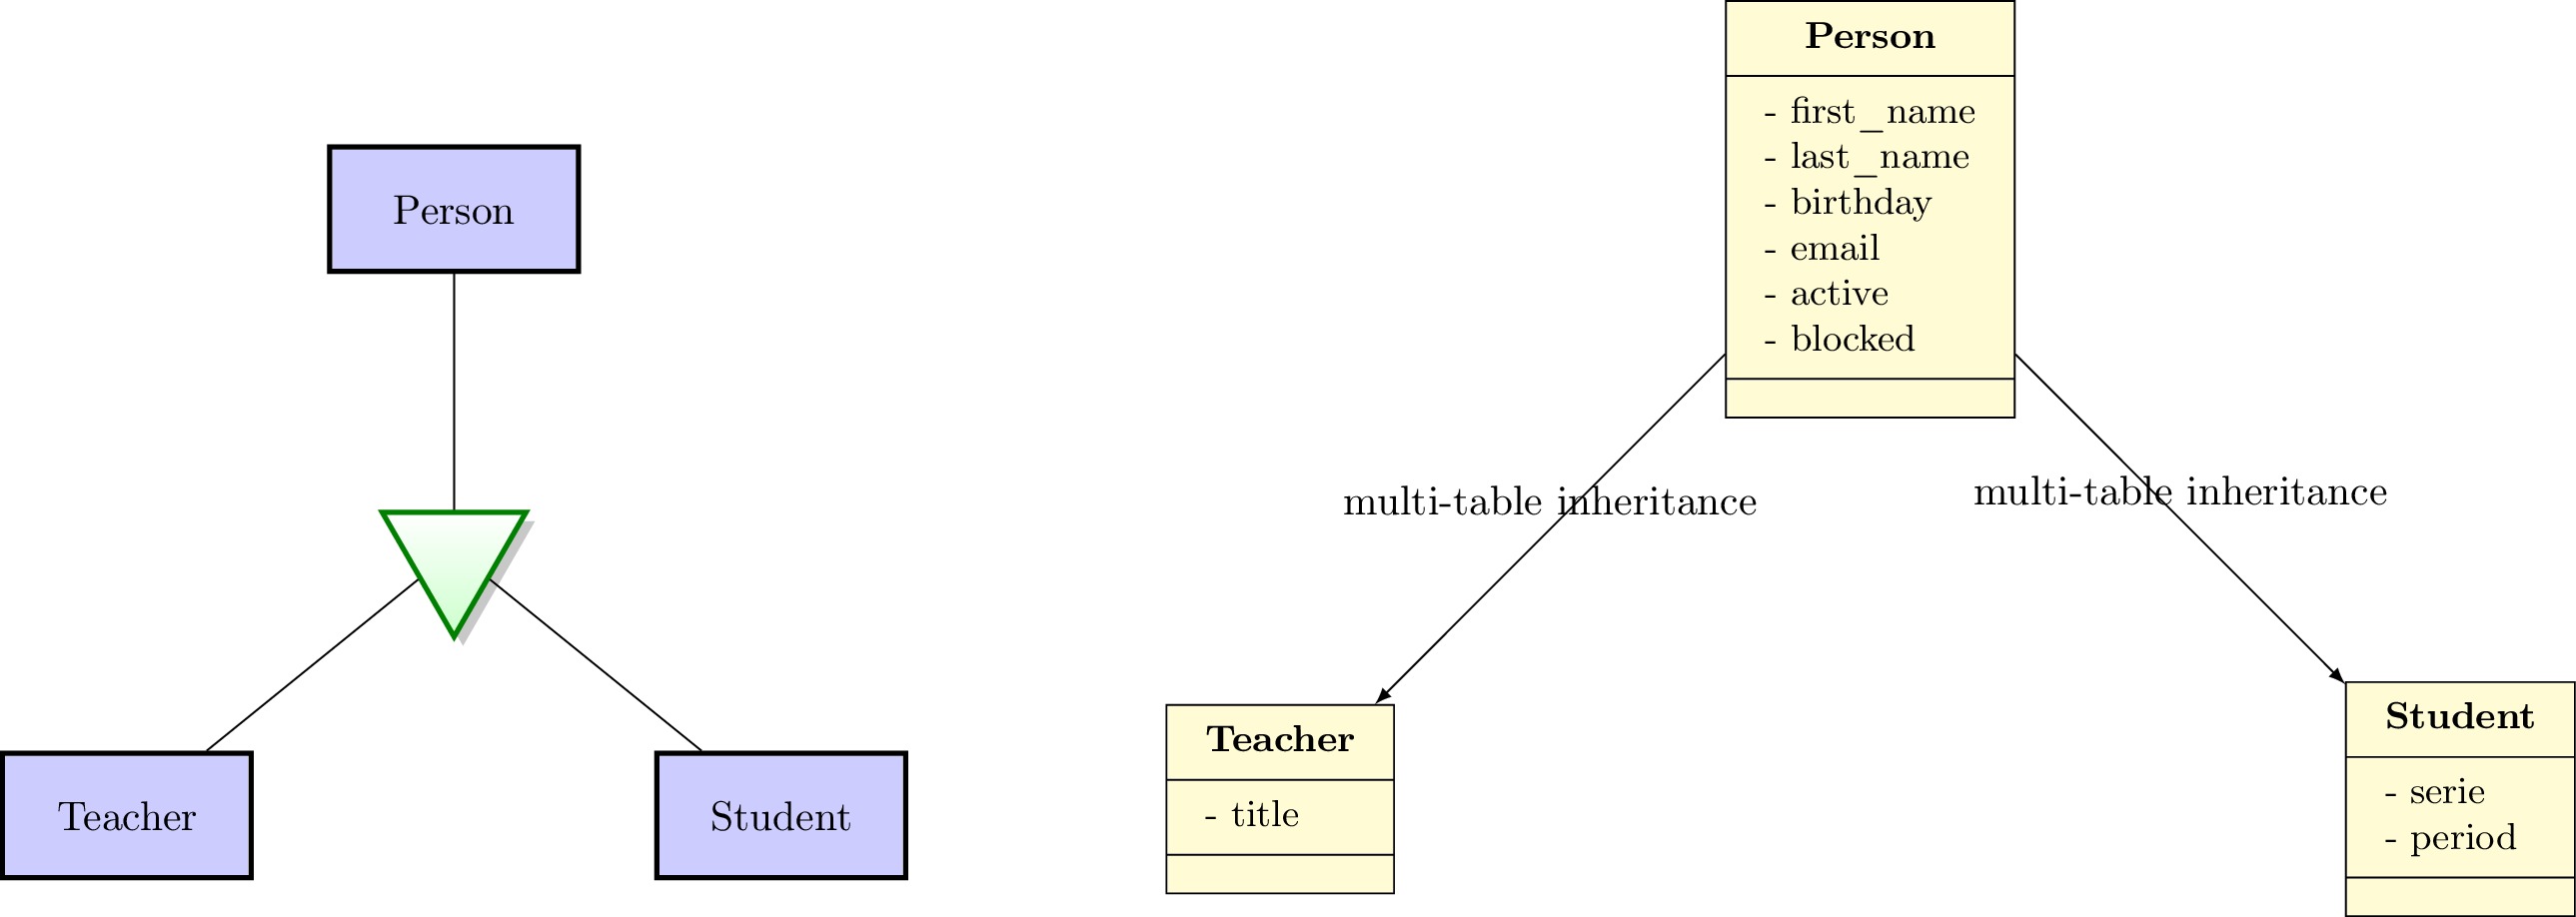 Person
Teacher
Student
Person
- first_name
- last_name
- birthday
- email
- active
- blocked
multi-table inheritance
multi-table inheritance
Teacher
- title
Student
- serie
- period